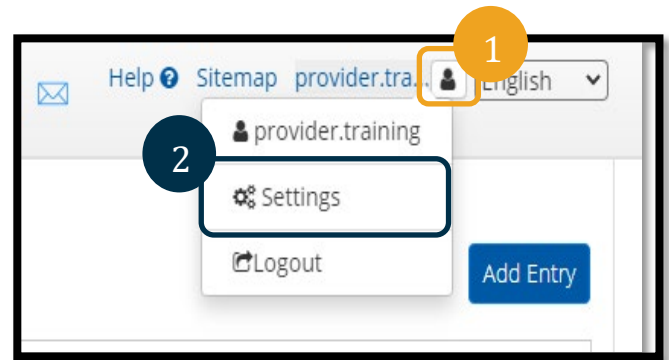 1
Help Sitemap provider.tra... English
provider.training
2
Settings
Logout
Add Entry